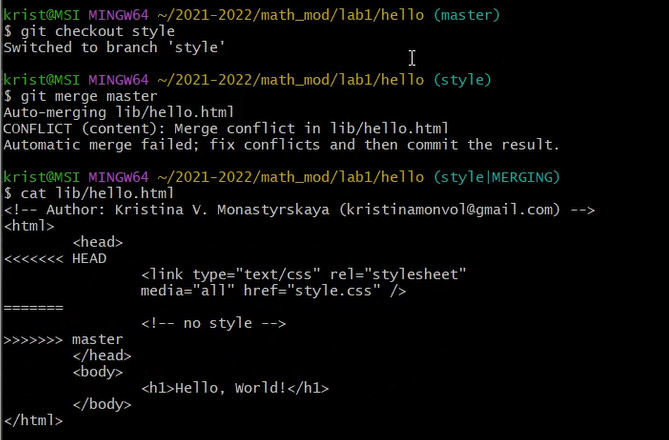 krist@MSI MINGW64 ~/2021-2022/math_mod/lab1/hello (master)
$ git checkout style
Switched to branch 'style'
krist@MSI MINGW64 ~/2021-2022/math_mod/lab1/hello (style)
$ git merge master
Auto-merging lib/hello.html
CONFLICT (content): Merge conflict in lib/hello.html
Automatic merge failed; fix conflicts and then commit the result.
krist@MSI MINGW64 ~/2021-2022/math_mod/lab1/hello (style|MERGING)
$ cat lib/hello.html
<!-- Author: Kristina V. Monastyrskaya (kristinamonvol@gmail.com) -->
<html>
        <head>
<<<<<<< HEAD
                <link type="text/css" rel="stylesheet"
                media="all" href="style.css" />
=======
                <!-- no style -->
>>>>>>> master
        </head>
        <body>
                <h1>Hello, World!</h1>
        </body>
</html>